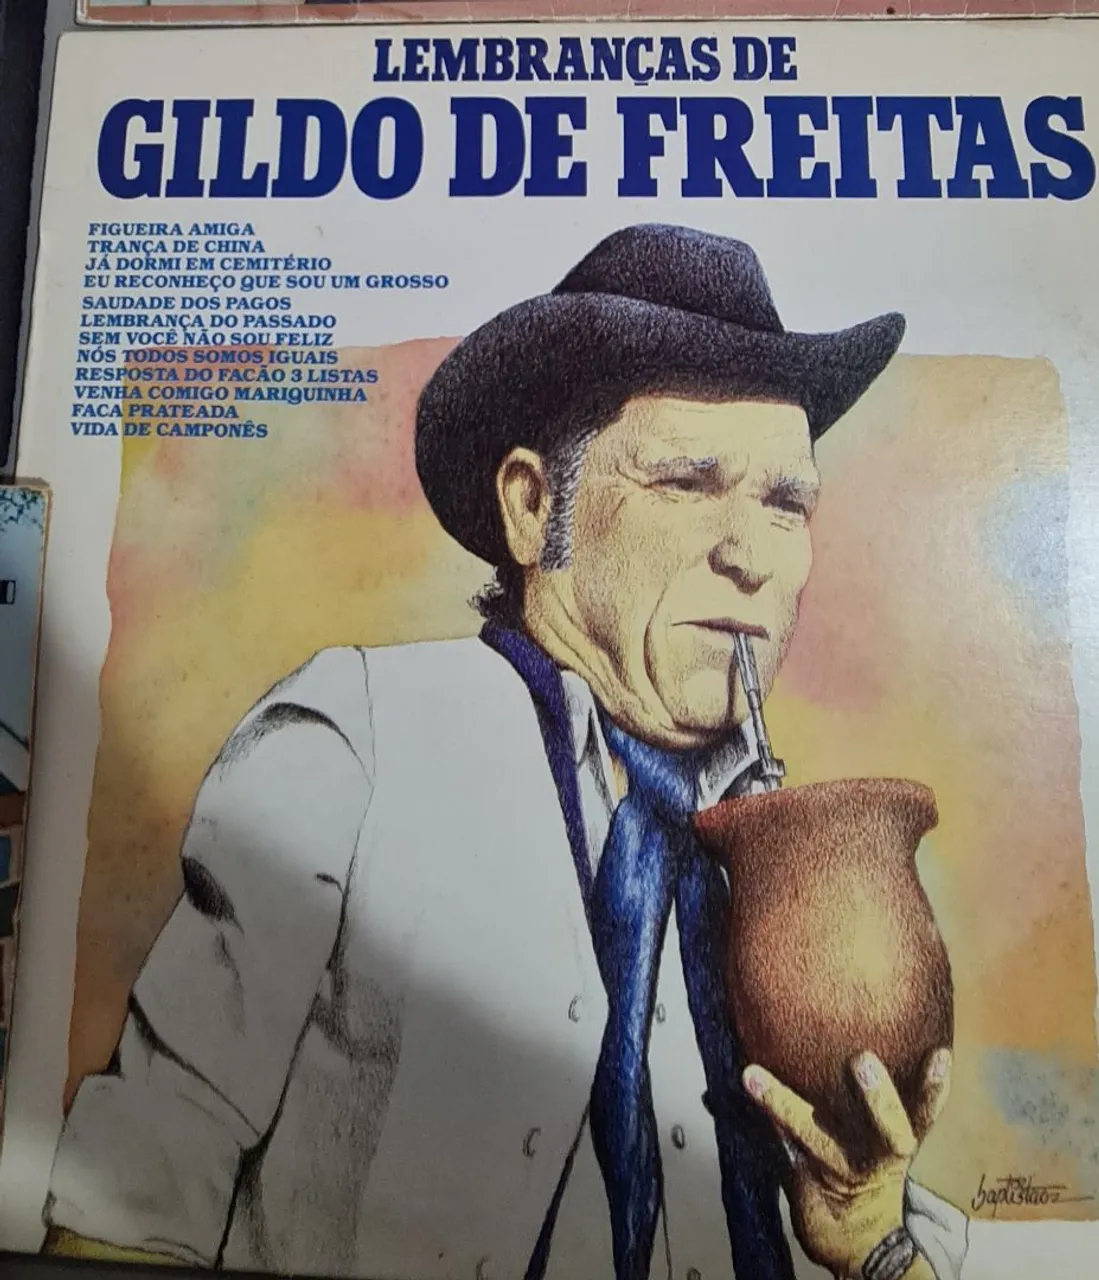 LEMBRANÇAS DE
GILDO DE FREITAS
FIGUEIRA AMIGA
TRANÇA DE CHINA
JÁ DORMI EM CEMITÉRIO
EU RECONHEÇO QUE SOU UM GROSSO
SAUDADE DOS PAGOS
LEMBRANÇA DO PASSADO
SEM VOCÊ NÃO SOU FELIZ
NÓS TODOS SOMOS IGUAIS
RESPOSTA DO FACÃO 3 LISTAS
VENHA COMIGO MARIQUINHA
FACA PRATEADA
VIDA DE CAMPONÊS